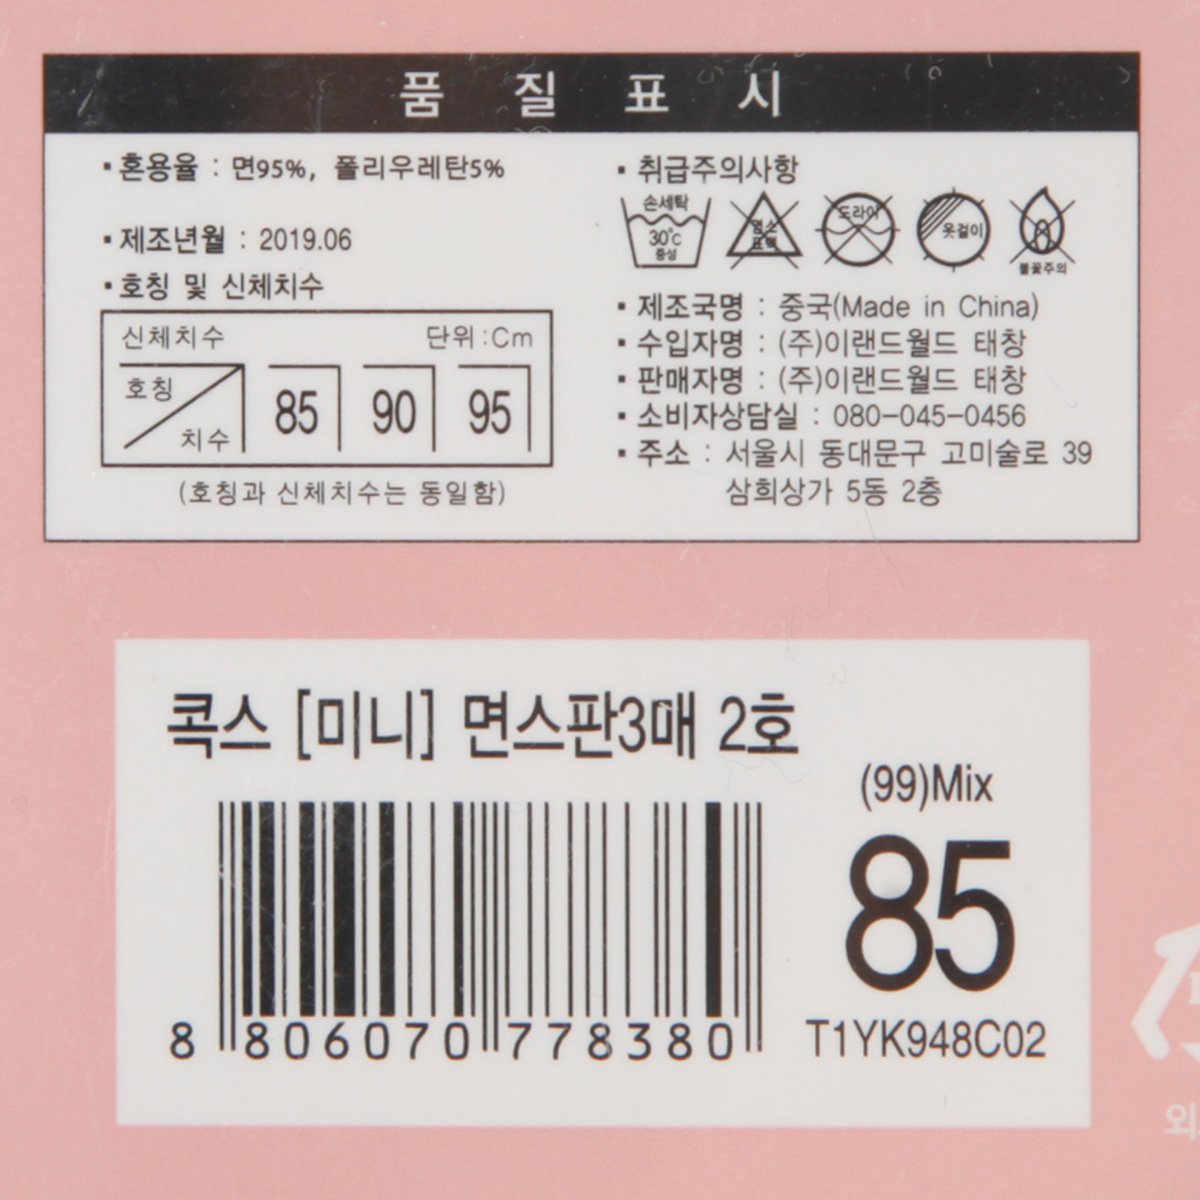 품 질 표 시
· 혼용율 : 면95%, 폴리우레탄5%
· 제조년월 : 2019.06
· 호칭 및 신체치수
신체치수 단위:Cm
호칭 85 90 95
치수
(호칭과 신체치수는 동일함)
· 취급주의사항
손세탁 염소 드라이 옷걸이
30°C 표백
중성 불꽃주의
· 제조국명 : 중국(Made in China)
· 수입자명 : (주)이랜드월드 태창
· 판매자명 : (주)이랜드월드 태창
· 소비자상담실 : 080-045-0456
· 주소 : 서울시 동대문구 고미술로 39
삼희상가 5동 2층
콕스 [미니] 면스판3매 2호
(99)Mix
85
8 806070 778380
T1YK948C02